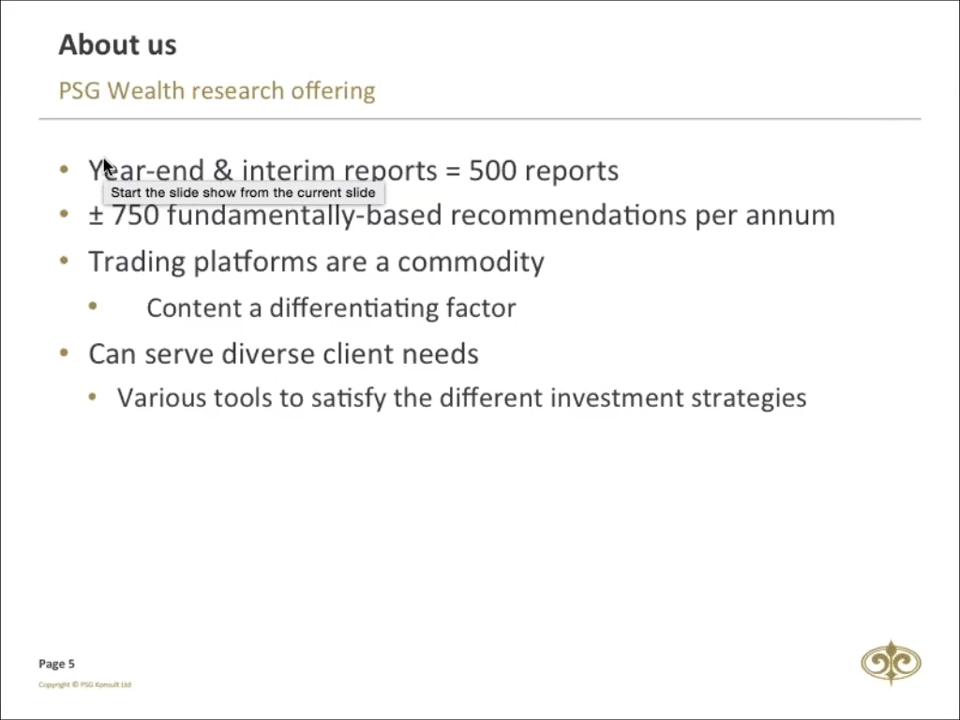 About us
PSG Wealth research offering
• Year-end & interim reports = 500 reports
Start the slide show from the current slide
• ± 750 fundamentally-based recommendations per annum
• Trading platforms are a commodity
• Content a differentiating factor
• Can serve diverse client needs
• Various tools to satisfy the different investment strategies
Page 5
Copyright © PSG Konsult Ltd